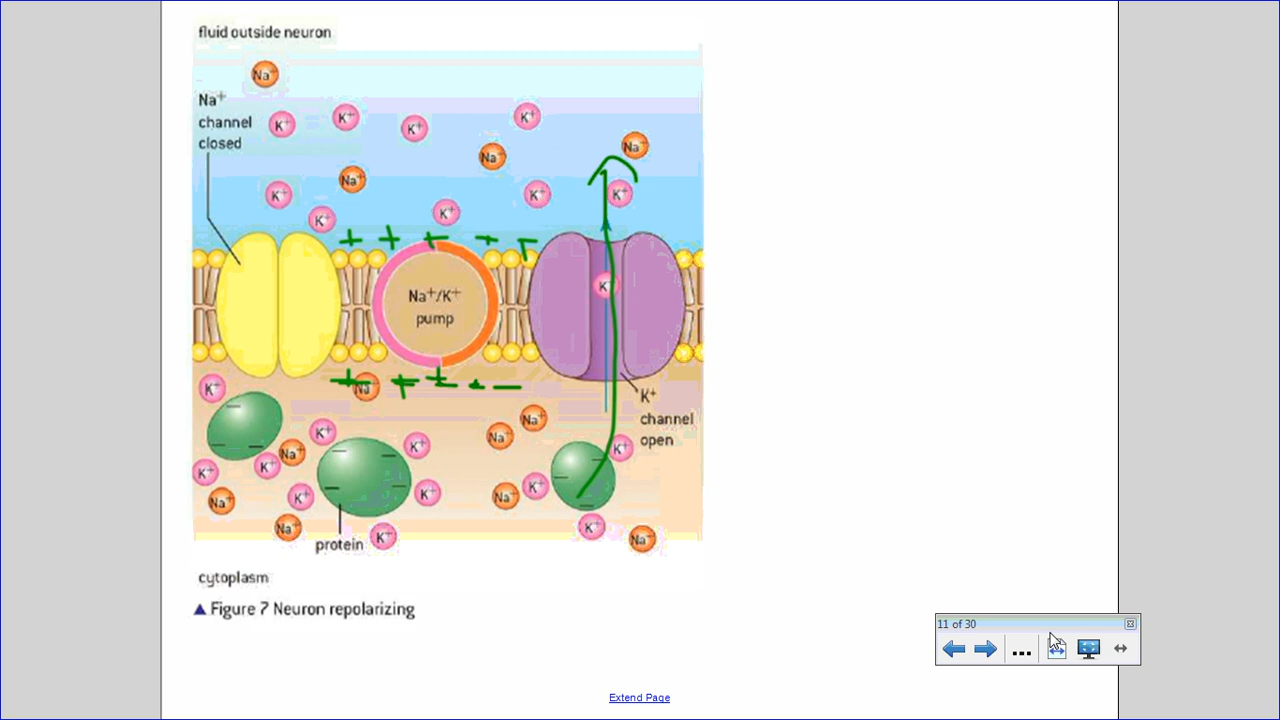 fluid outside neuron
Na⁺
Na⁺
channel
closed
K⁺
K⁺
K⁺
K⁺
Na⁺
Na⁺
Na⁺
K⁺
K⁺
K⁺
K⁺
K⁺
K⁺
Na⁺/K⁺
pump
K⁺
Na⁺
K⁺
channel
open
K⁺
Na⁺
Na⁺
K⁺
K⁺
Na⁺
K⁺
K⁺
K⁺
Na⁺
K⁺
K⁺
Na⁺
K⁺
Na⁺
K⁺
K⁺
Na⁺
protein
cytoplasm
▲ Figure 7 Neuron repolarizing
11 of 30
Extend Page